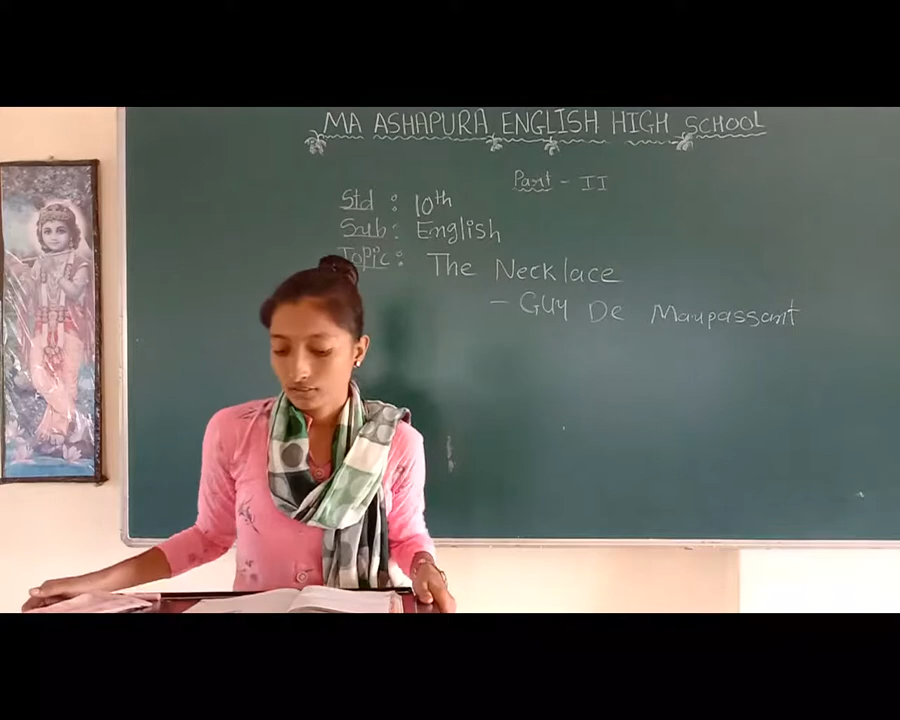 MA ASHAPURA ENGLISH HIGH SCHOOL
Part - II
Std : 10th
Sub : English
Topic : The Necklace
- Guy De Maupassant